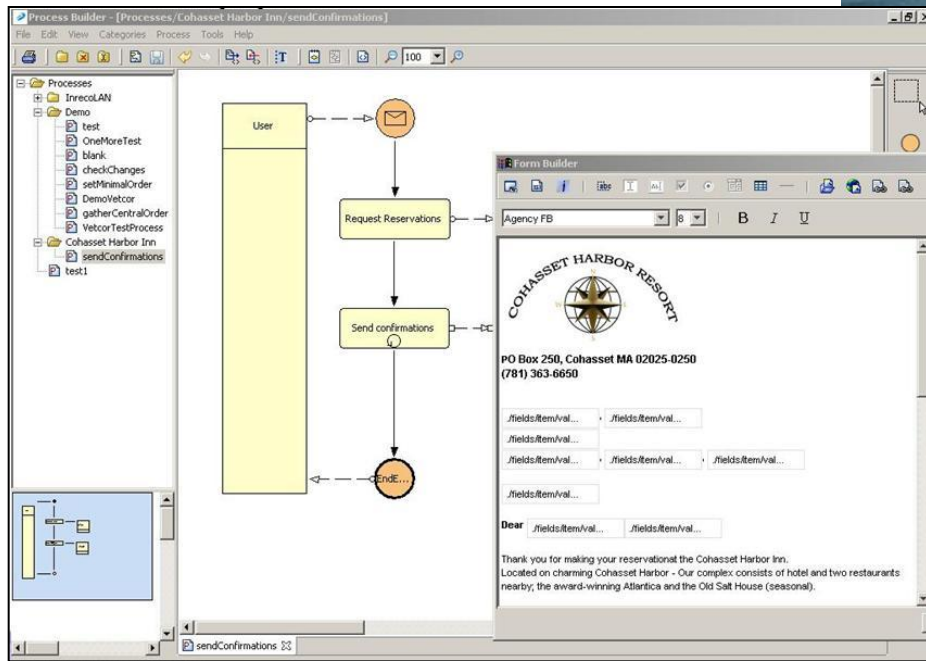 Process Builder - [Processes/Cohasset Harbor Inn/sendConfirmations]
File Edit View Categories Process Tools Help
100
Processes
InrecoLAN
Demo
test
OneMoreTest
blank
checkChanges
setMinimalOrder
DemoVetcor
gatherCentralOrder
VetcorTestProcess
Cohasset Harbor Inn
sendConfirmations
test1
User
Request Reservations
Send confirmations
EndE...
sendConfirmations
Form Builder
Agency FB 8 B I U
COHASSET HARBOR RESORT
PO Box 250, Cohasset MA 02025-0250
(781) 363-6650
./fields/item/val... , ./fields/item/val...
./fields/item/val...
./fields/item/val... , ./fields/item/val... , ./fields/item/val...
./fields/item/val...
Dear ./fields/item/val... ./fields/item/val...
Thank you for making your reservationat the Cohasset Harbor Inn.
Located on charming Cohasset Harbor - Our complex consists of hotel and two restaurants
nearby; the award-winning Atlantica and the Old Salt House (seasonal).